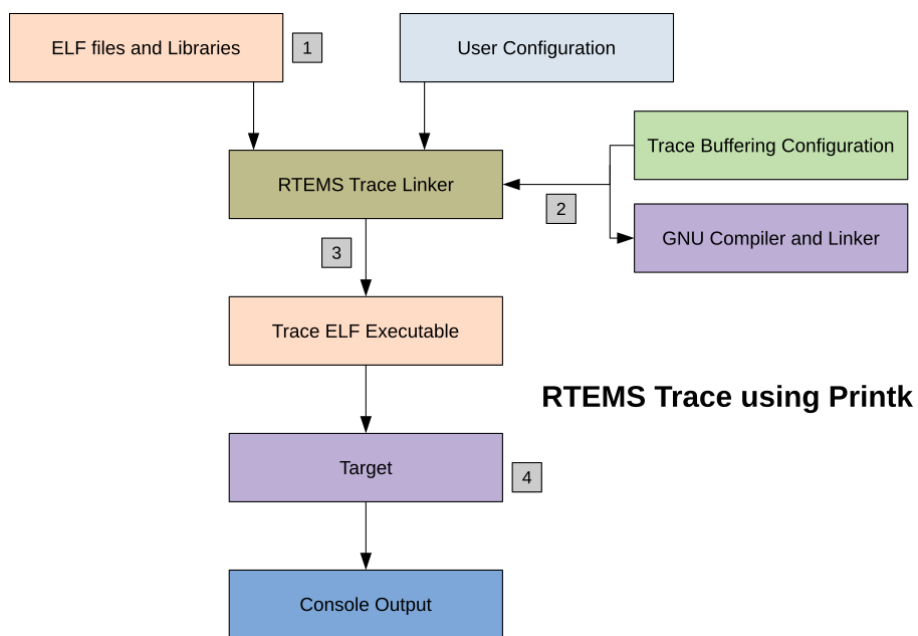 ELF files and Libraries
1
User Configuration
Trace Buffering Configuration
RTEMS Trace Linker
2
GNU Compiler and Linker
3
Trace ELF Executable
RTEMS Trace using Printk
Target
4
Console Output